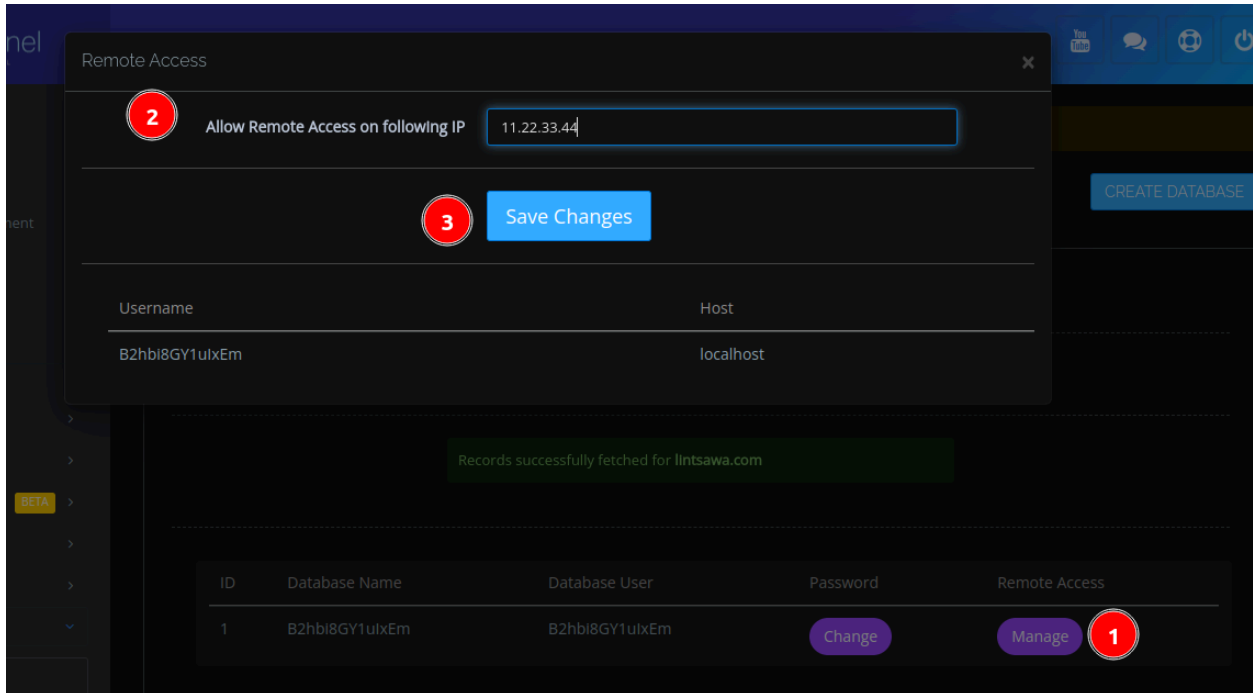 nel
You
Tube
Remote Access ×
2 Allow Remote Access on following IP 11.22.33.44
CREATE DATABASE
3 Save Changes
nent
Username Host
B2hbi8GY1uIxEm localhost
Records successfully fetched for lintsawa.com
BETA
ID Database Name Database User Password Remote Access
1 B2hbi8GY1uIxEm B2hbi8GY1uIxEm Change Manage 1